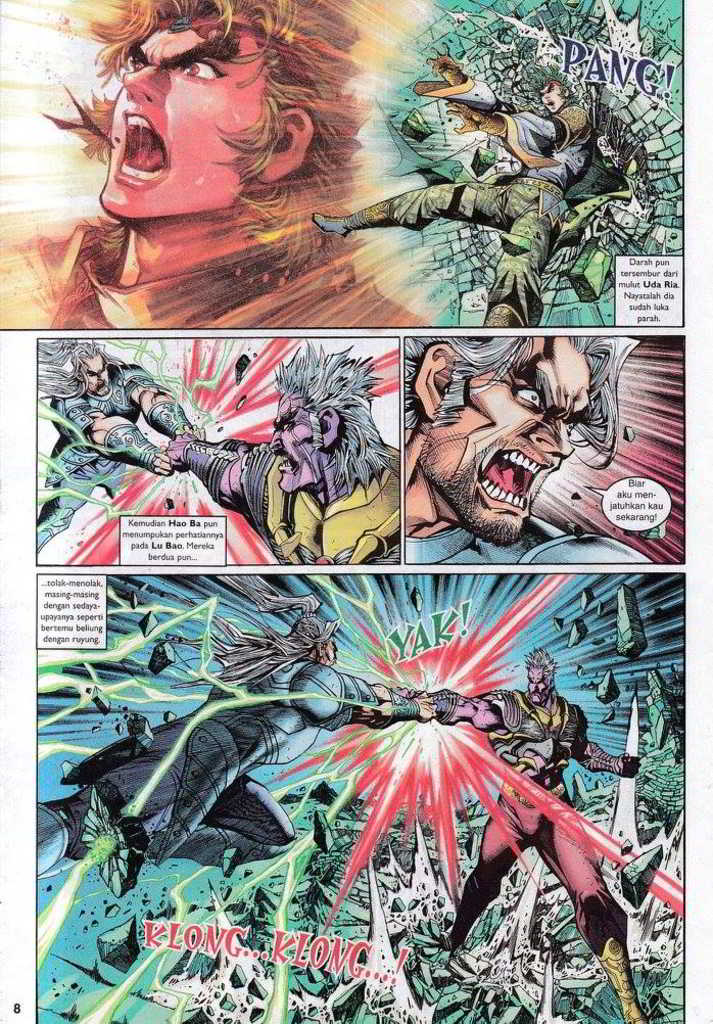 PANG!
Darah pun
tersembur dari
mulut Uda Ria.
Nayatalah dia
sudah luka
parah.
Kemudian Hao Ba pun
menumpukan perhatiannya
pada Lu Bao. Mereka
berdua pun...
Biar
aku men-
jatuhkan kau
sekarang!
...tolak-menolak,
masing-masing
dengan sedaya-
upayanya seperti
bertemu beliung
dengan ruyung.
YAK!
KLONG...KLONG...!
8